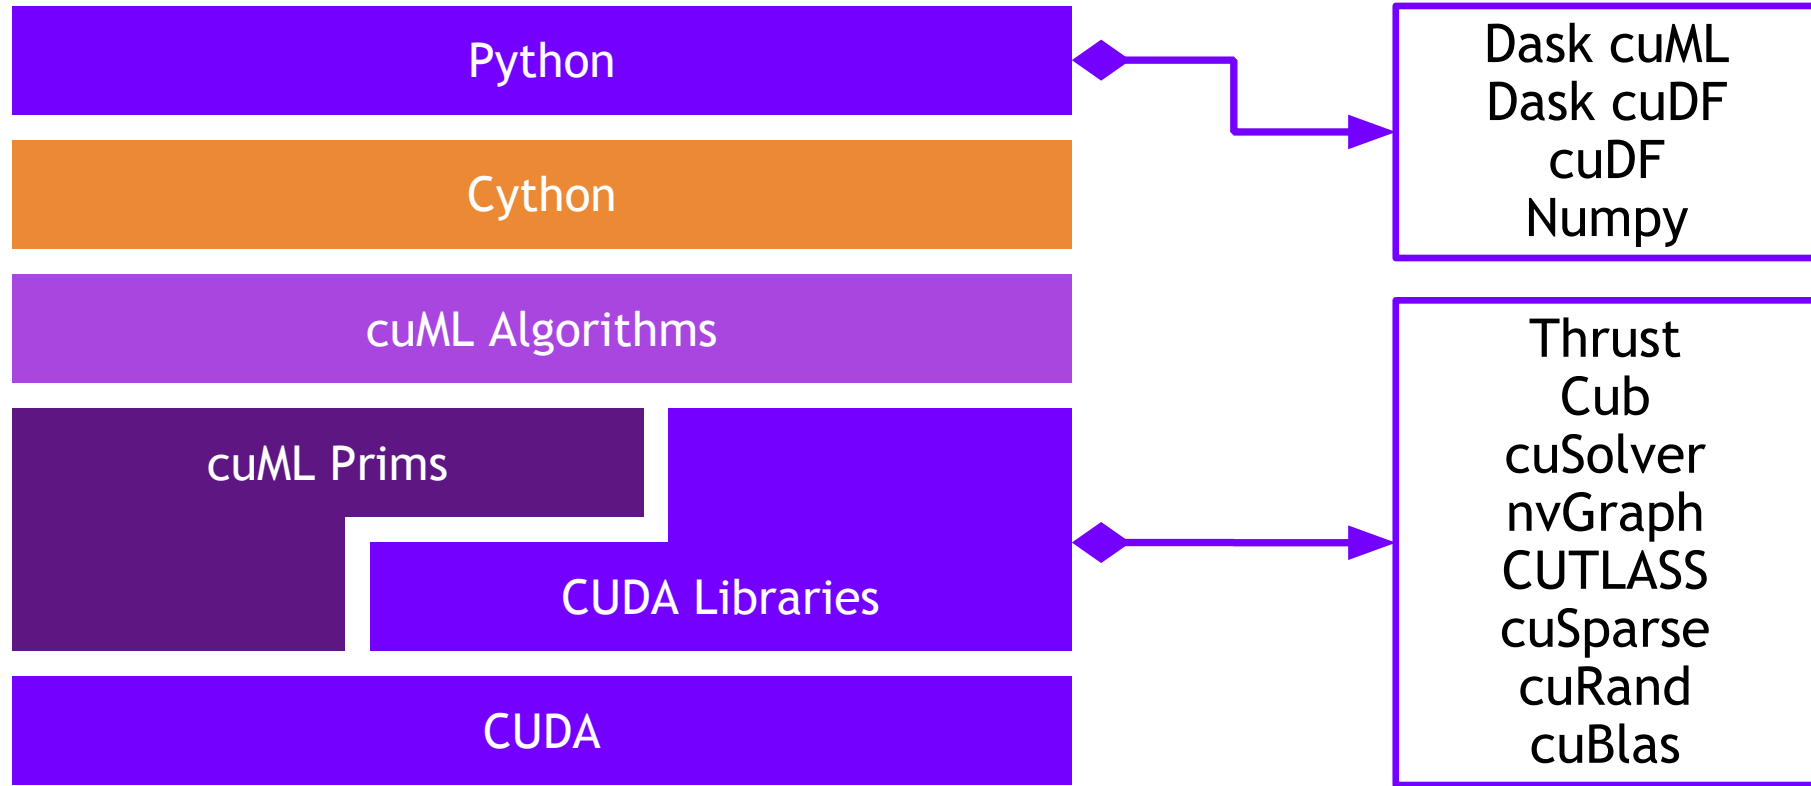 Python
Cython
cuML Algorithms
cuML Prims
CUDA Libraries
CUDA
Dask cuML
Dask cuDF
cuDF
Numpy
Thrust
Cub
cuSolver
nvGraph
CUTLASS
cuSparse
cuRand
cuBlas